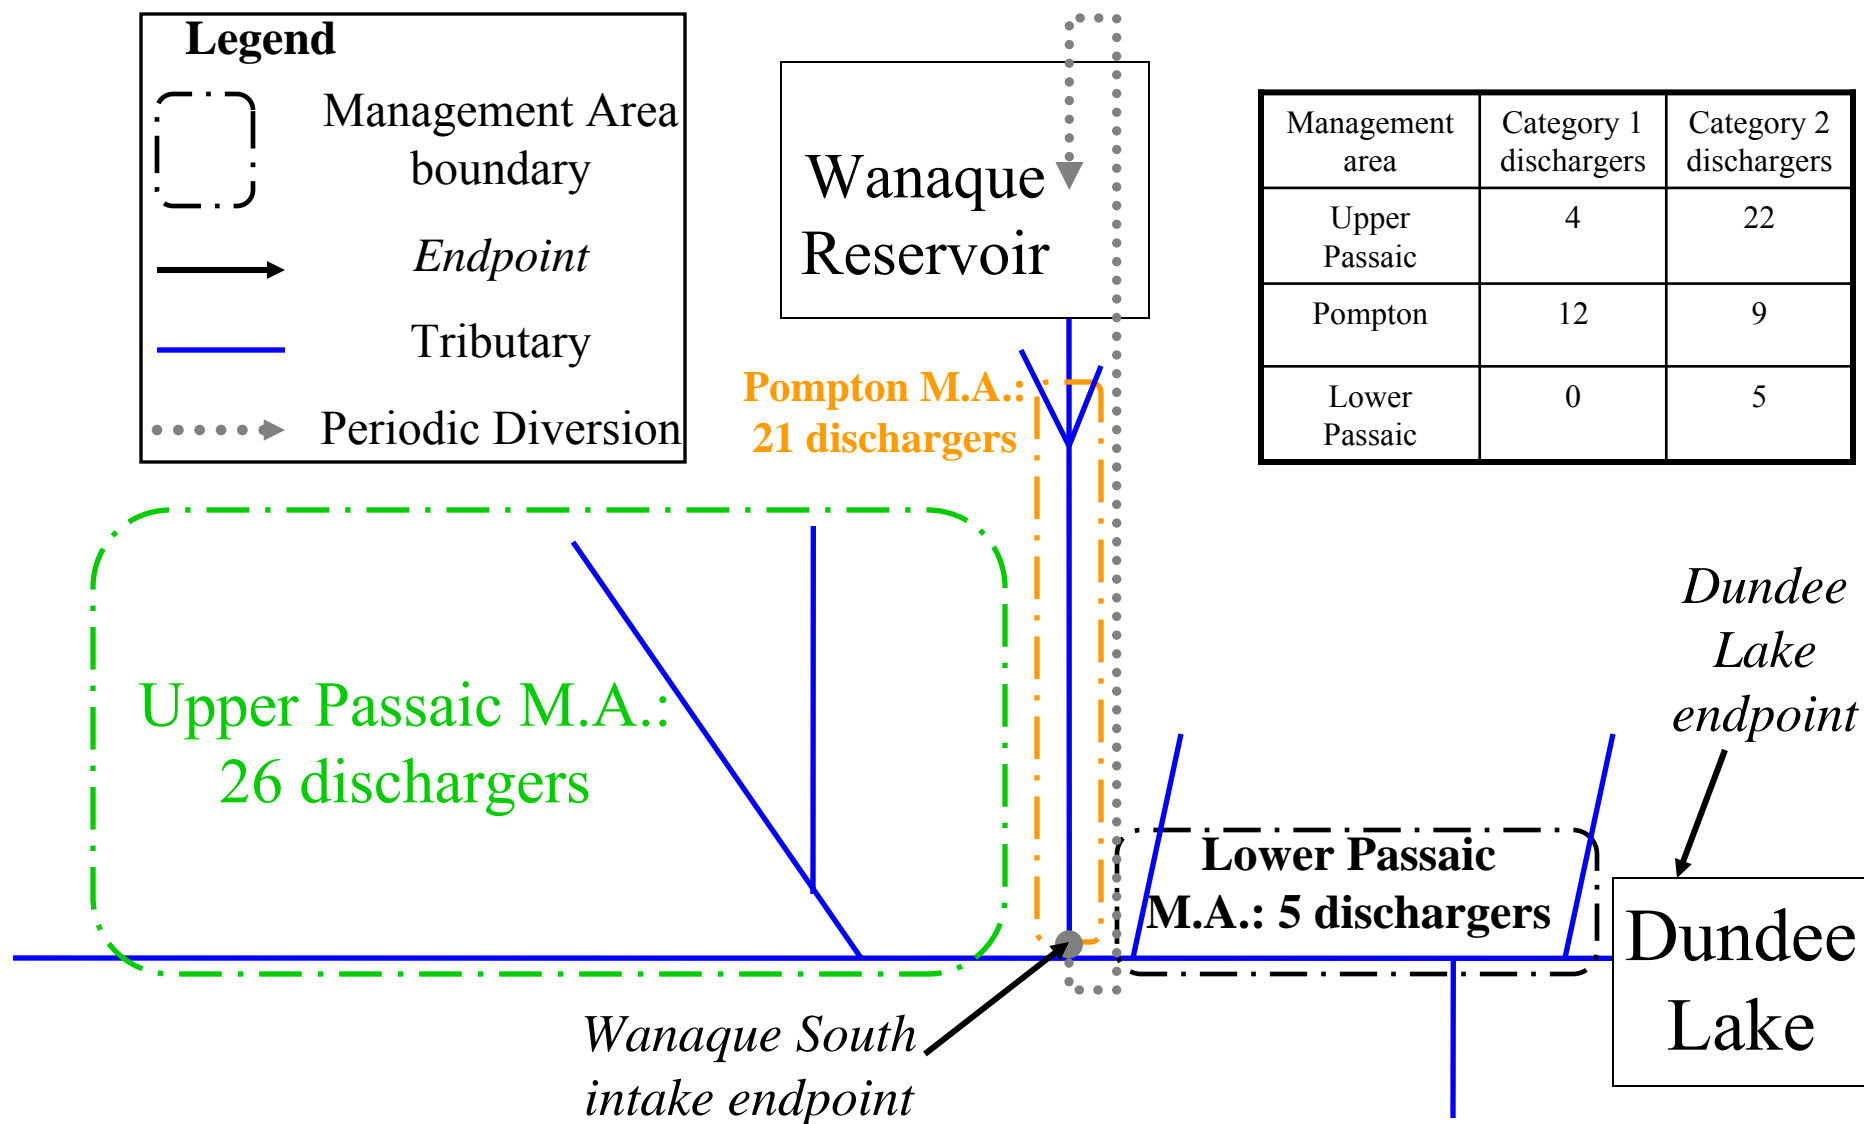 Legend
Management Area
boundary
Endpoint
Tributary
Periodic Diversion
Wanaque
Reservoir
Management
area
Category 1
dischargers
Category 2
dischargers
Upper
Passaic
4
22
Pompton
12
9
Lower
Passaic
0
5
Pompton M.A.:
21 dischargers
Upper Passaic M.A.:
26 dischargers
Dundee
Lake
endpoint
Lower Passaic
M.A.: 5 dischargers
Dundee
Lake
Wanaque South
intake endpoint